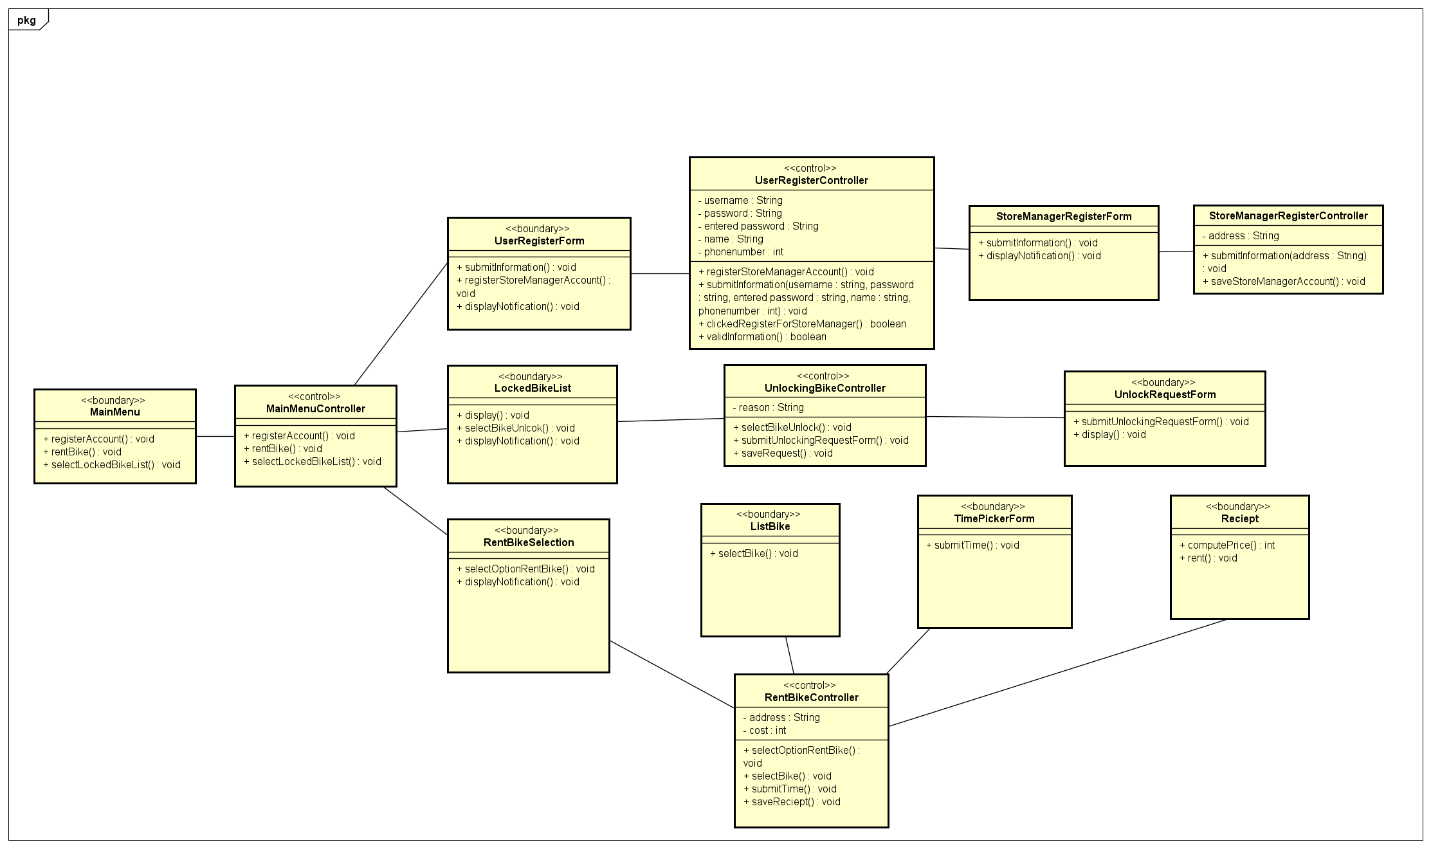 pkg
<<control>>
UserRegisterController
- username : String
- password : String
- entered password : String
- name : String
- phonenumber : int
+ registerStoreManagerAccount() : void
+ submitInformation(username : string, password
: string, entered password : string, name : string,
phonenumber : int) : void
+ clickedRegisterForStoreManager() : boolean
+ validInformation() : boolean
StoreManagerRegisterForm
+ submitInformation() : void
+ displayNotification() : void
StoreManagerRegisterController
- address : String
+ submitInformation(address : String)
: void
+ saveStoreManagerAccount() : void
<<boundary>>
UserRegisterForm
+ submitInformation() : void
+ registerStoreManagerAccount() :
void
+ displayNotification() : void
<<boundary>>
MainMenu
+ registerAccount() : void
+ rentBike() : void
+ selectLockedBikeList() : void
<<control>>
MainMenuController
+ registerAccount() : void
+ rentBike() : void
+ selectLockedBikeList() : void
<<boundary>>
LockedBikeList
+ display() : void
+ selectBikeUnlcok() : void
+ displayNotification() : void
<<control>>
UnlockingBikeController
- reason : String
+ selectBikeUnlock() : void
+ submitUnlockingRequestForm() : void
+ saveRequest() : void
<<boundary>>
UnlockRequestForm
+ submitUnlockingRequestForm() : void
+ display() : void
<<boundary>>
RentBikeSelection
+ selectOptionRentBike() : void
+ displayNotification() : void
<<boundary>>
ListBike
+ selectBike() : void
<<boundary>>
TimePickerForm
+ submitTime() : void
<<boundary>>
Reciept
+ computePrice() : int
+ rent() : void
<<control>>
RentBikeController
- address : String
- cost : int
+ selectOptionRentBike() :
void
+ selectBike() : void
+ submitTime() : void
+ saveReciept() : void